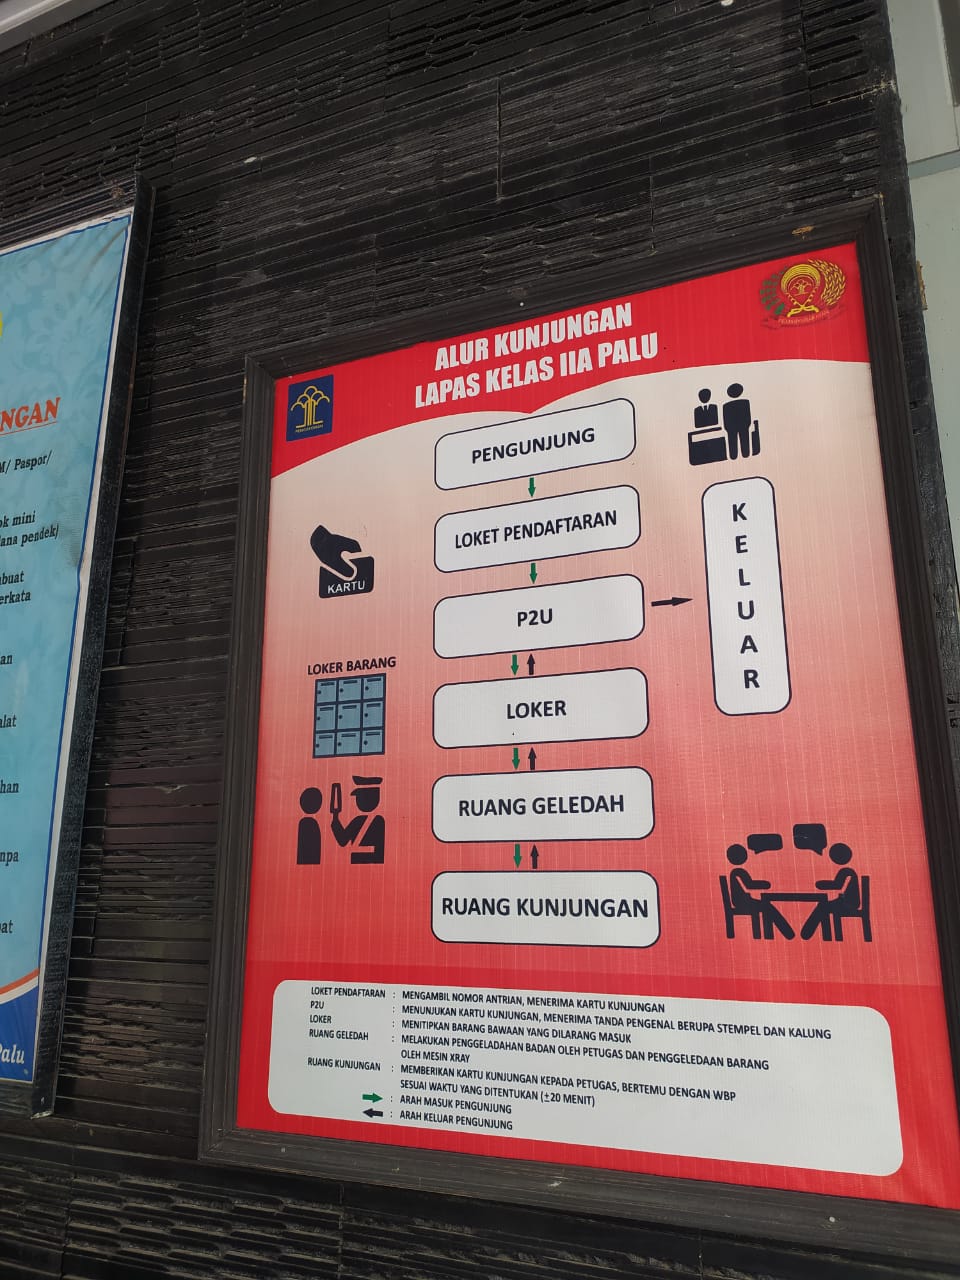 NGAN
M/ Paspor/
ok mini
lana pendek)
buat
erkata
an
alat
han
npa
at
Palu
ALUR KUNJUNGAN
LAPAS KELAS IIA PALU
PENGUNJUNG
LOKET PENDAFTARAN
KARTU
P2U
KELUAR
LOKER BARANG
LOKER
RUANG GELEDAH
RUANG KUNJUNGAN
LOKET PENDAFTARAN : MENGAMBIL NOMOR ANTRIAN, MENERIMA KARTU KUNJUNGAN
P2U : MENUNJUKAN KARTU KUNJUNGAN, MENERIMA TANDA PENGENAL BERUPA STEMPEL DAN KALUNG
LOKER : MENITIPKAN BARANG BAWAAN YANG DILARANG MASUK
RUANG GELEDAH : MELAKUKAN PENGGELADAHAN BADAN OLEH PETUGAS DAN PENGGELEDAAN BARANG
OLEH MESIN XRAY
RUANG KUNJUNGAN : MEMBERIKAN KARTU KUNJUNGAN KEPADA PETUGAS, BERTEMU DENGAN WBP
SESUAI WAKTU YANG DITENTUKAN (±20 MENIT)
: ARAH MASUK PENGUNJUNG
: ARAH KELUAR PENGUNJUNG